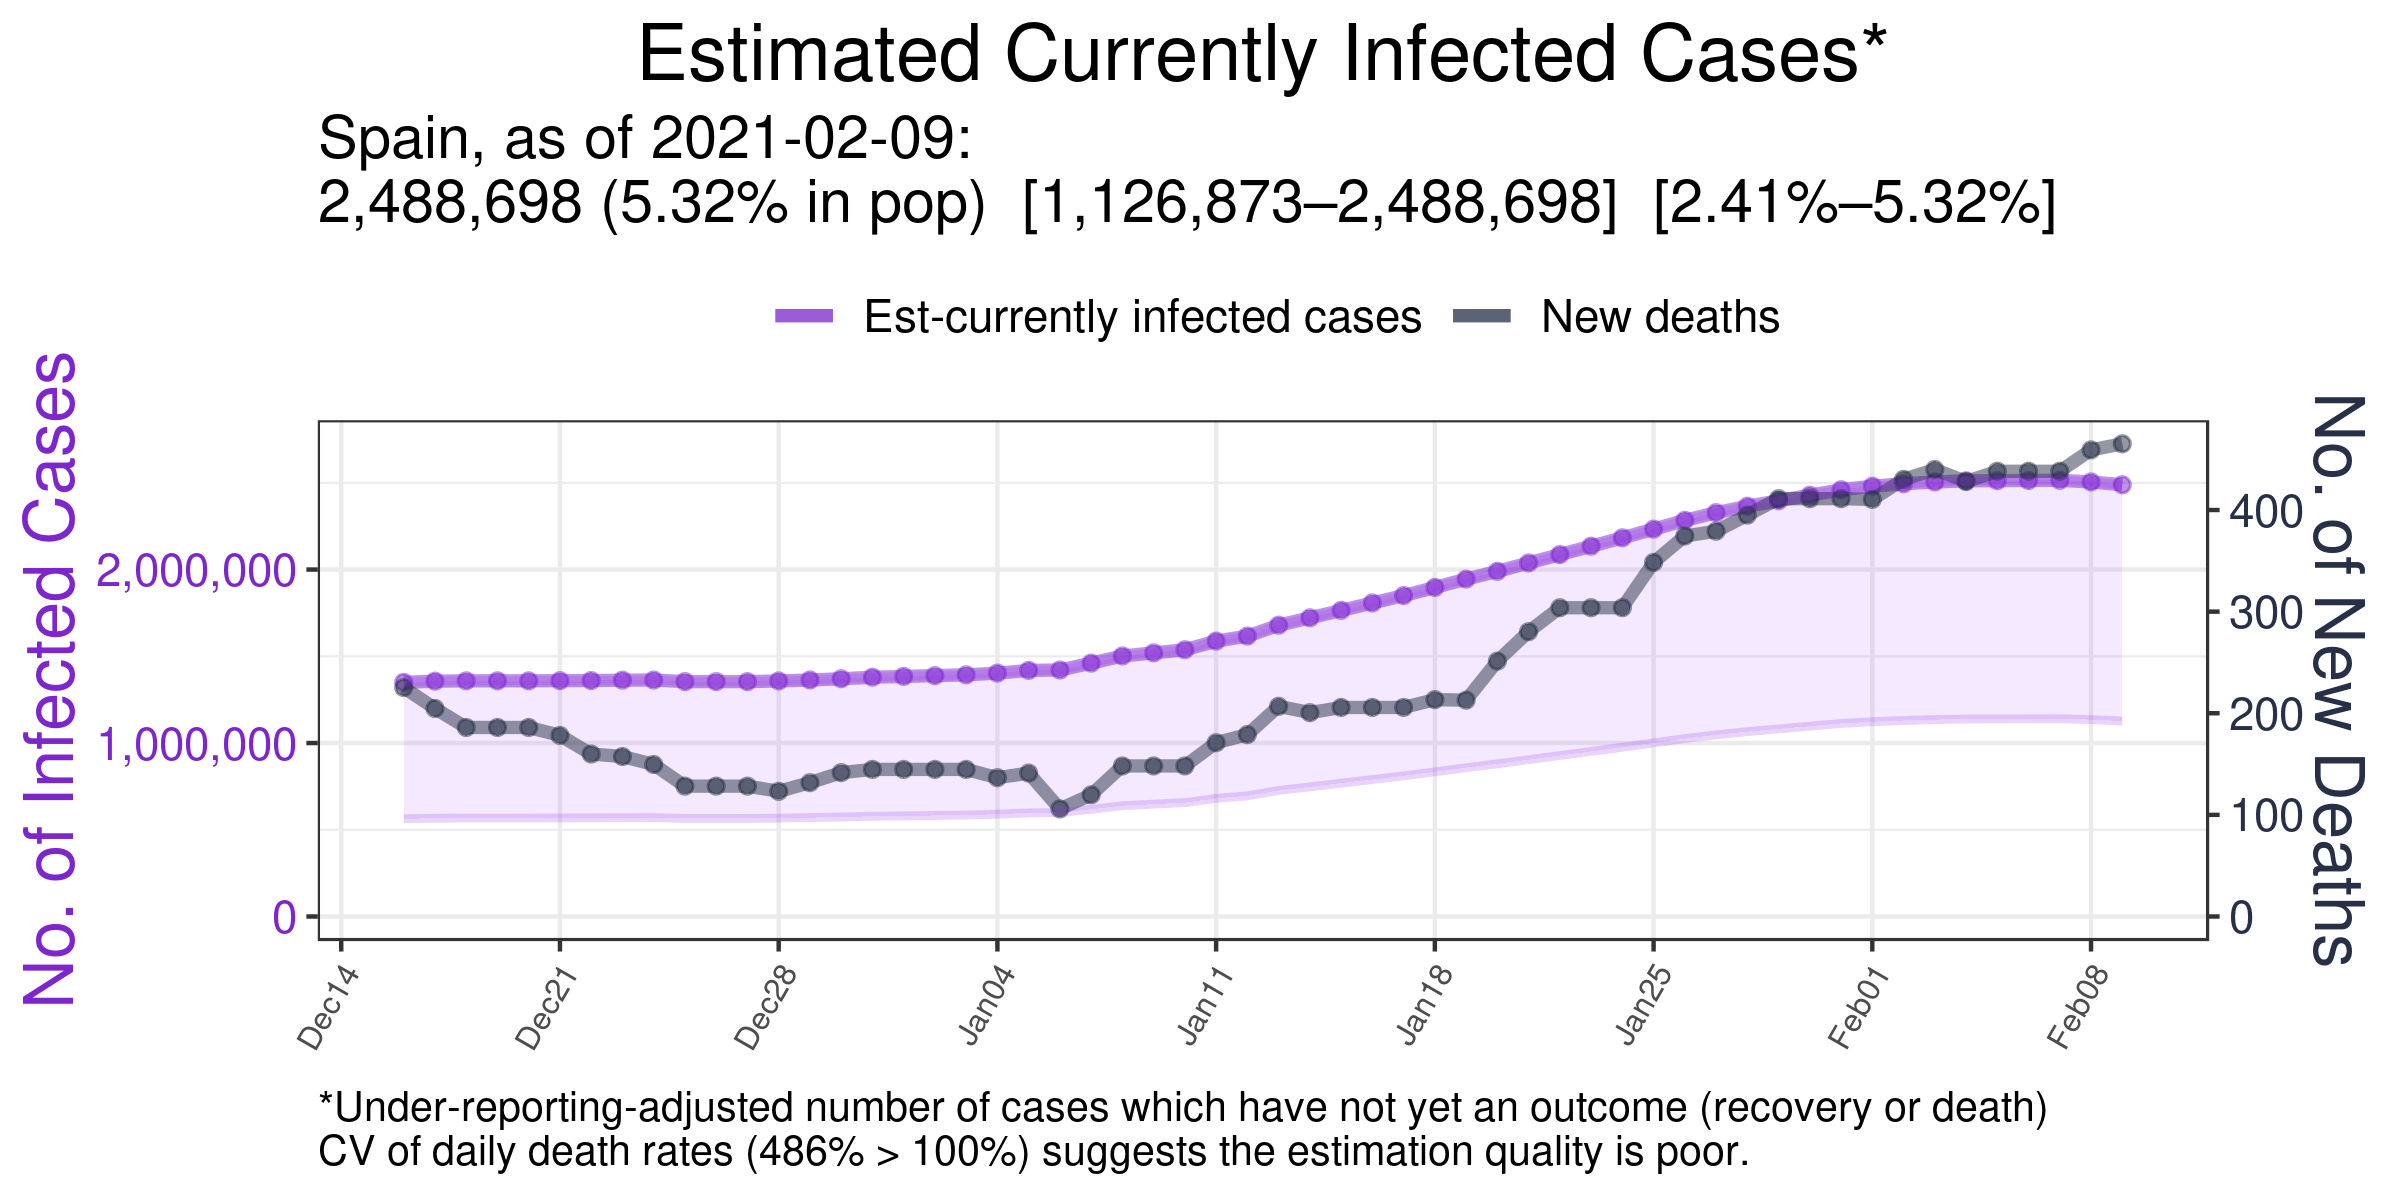 Estimated Currently Infected Cases*
Spain, as of 2021-02-09:
2,488,698 (5.32% in pop) [1,126,873–2,488,698] [2.41%–5.32%]
Est-currently infected cases
New deaths
No. of Infected Cases
2,000,000
1,000,000
0
No. of New Deaths
400
300
200
100
0
Dec14
Dec21
Dec28
Jan04
Jan11
Jan18
Jan25
Feb01
Feb08
*Under-reporting-adjusted number of cases which have not yet an outcome (recovery or death)
CV of daily death rates (486% > 100%) suggests the estimation quality is poor.